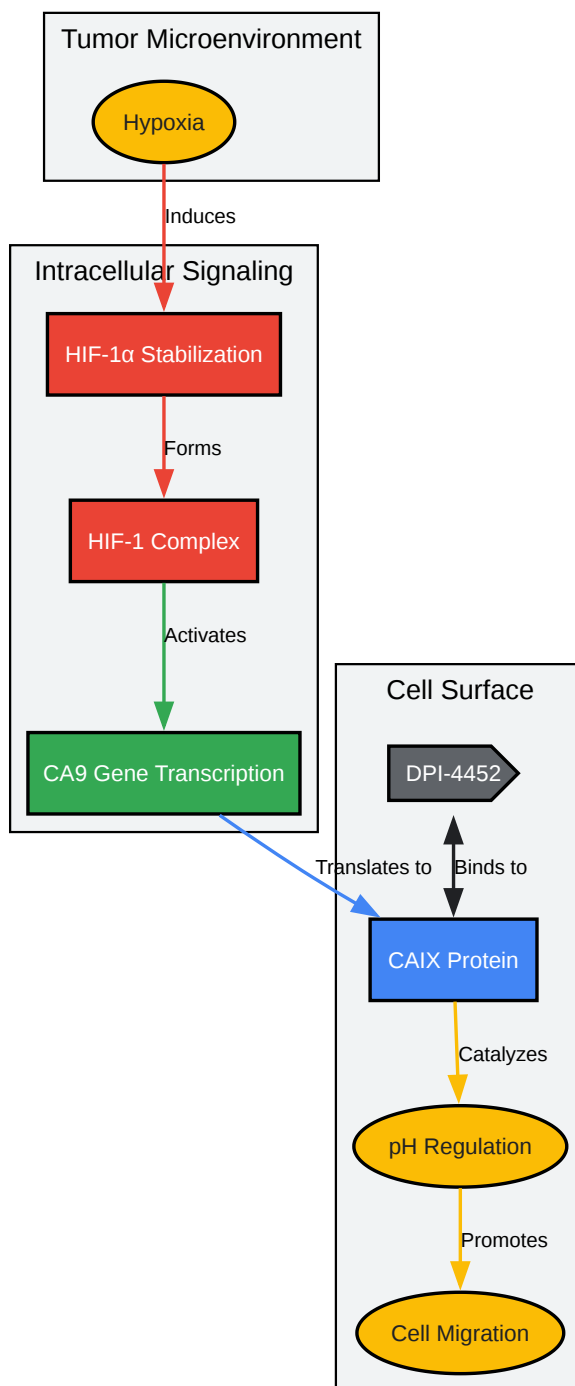 Tumor Microenvironment
Hypoxia
Induces
Intracellular Signaling
HIF-1α Stabilization
Forms
HIF-1 Complex
Activates
CA9 Gene Transcription
Cell Surface
DPI-4452
Translates to
Binds to
CAIX Protein
Catalyzes
pH Regulation
Promotes
Cell Migration